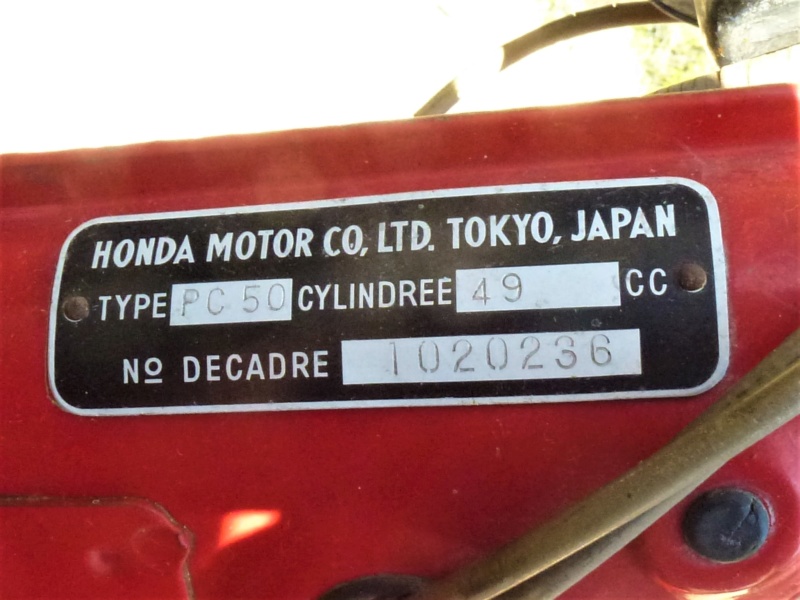 HONDA MOTOR CO, LTD. TOKYO, JAPAN
TYPE PC 50 CYLINDREE 49 CC
No DECADRE 1020236